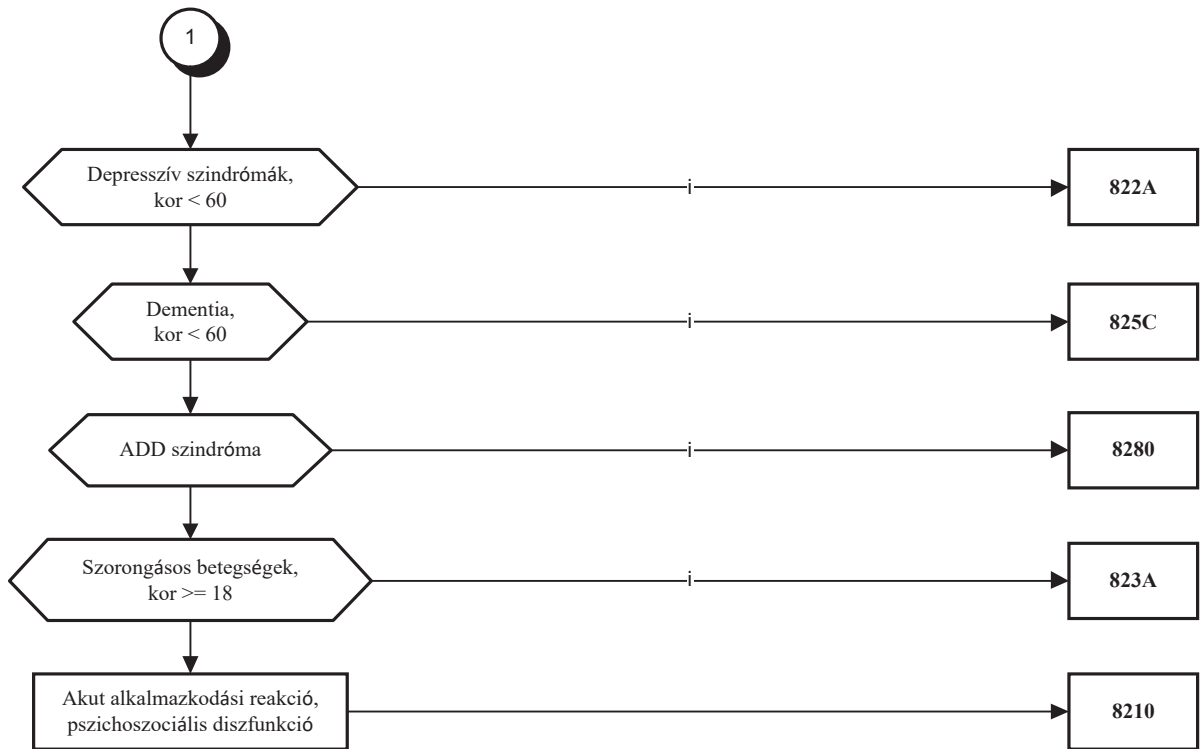 1
Depresszív szindrómák,
kor < 60
i
822A
Dementia,
kor < 60
i
825C
ADD szindróma
i
8280
Szorongásos betegségek,
kor >= 18
i
823A
Akut alkalmazkodási reakció,
pszichoszociális diszfunkció
8210